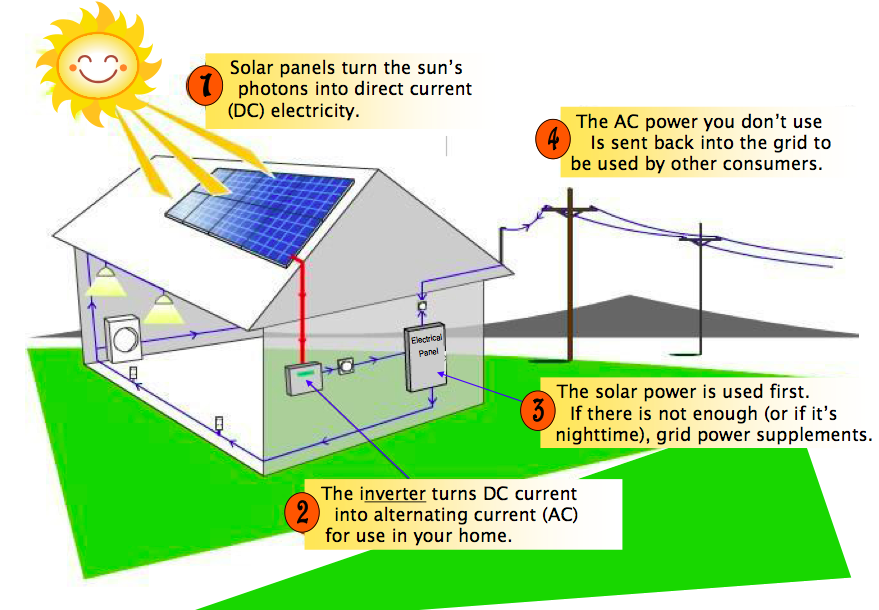 1
Solar panels turn the sun's
photons into direct current
(DC) electricity.
4
The AC power you don't use
Is sent back into the grid to
be used by other consumers.
Electrical
Panel
3
The solar power is used first.
If there is not enough (or if it's
nighttime), grid power supplements.
2
The inverter turns DC current
into alternating current (AC)
for use in your home.